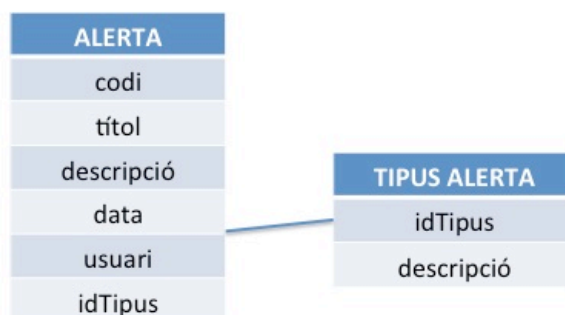 ALERTA
codi
títol
descripció
data
usuari
idTipus
TIPUS ALERTA
idTipus
descripció